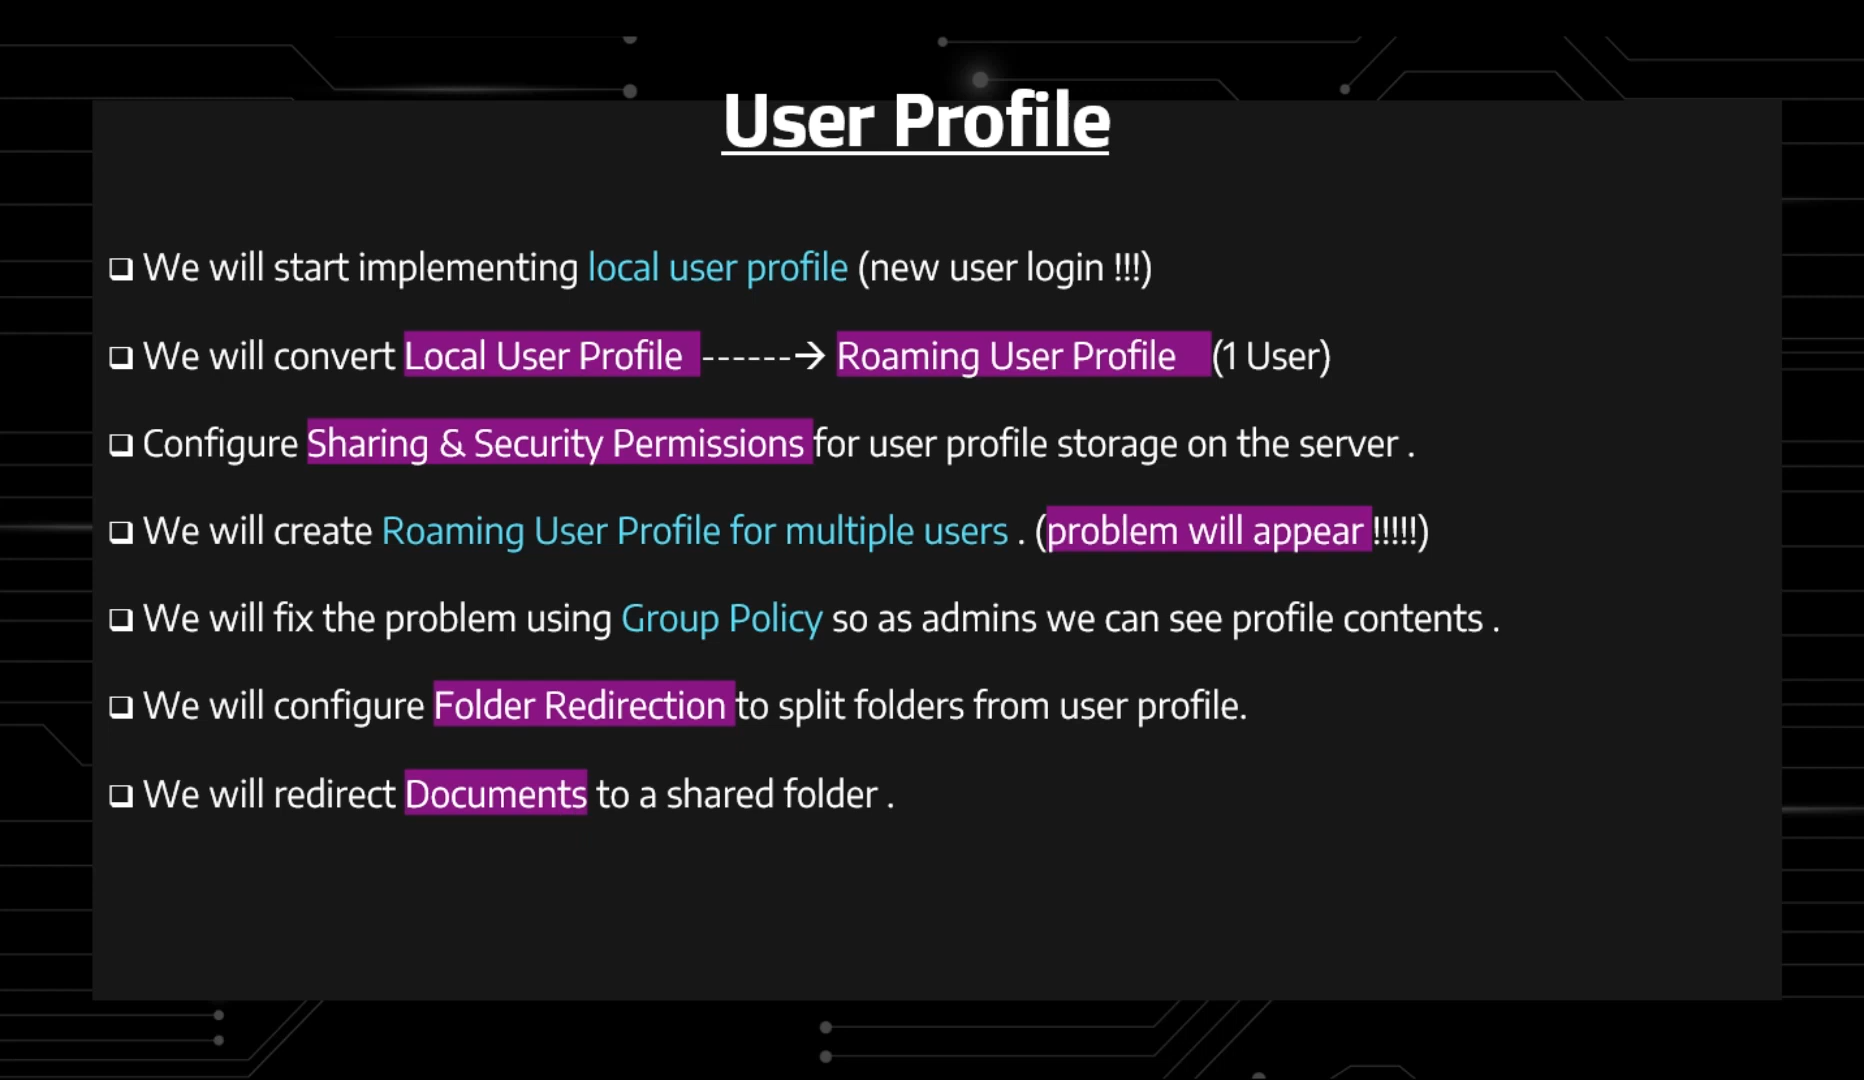 User Profile
❑ We will start implementing local user profile (new user login !!!)
❑ We will convert Local User Profile ------→ Roaming User Profile (1 User)
❑ Configure Sharing & Security Permissions for user profile storage on the server .
❑ We will create Roaming User Profile for multiple users . (problem will appear !!!!!)
❑ We will fix the problem using Group Policy so as admins we can see profile contents .
❑ We will configure Folder Redirection to split folders from user profile.
❑ We will redirect Documents to a shared folder .